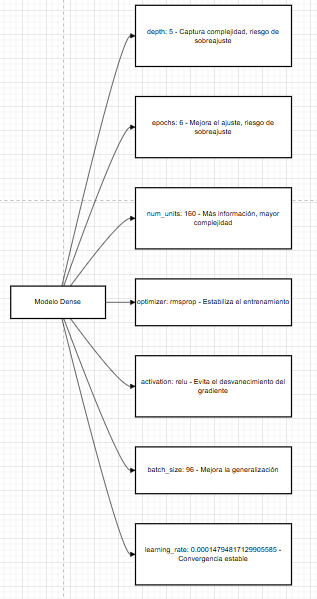 depth: 5 - Captura complejidad, riesgo de
sobreajuste
epochs: 6 - Mejora el ajuste, riesgo de
sobreajuste
num_units: 160 - Más información, mayor
complejidad
Modelo Dense
optimizer: rmsprop - Estabiliza el entrenamiento
activation: relu - Evita el desvanecimiento del
gradiente
batch_size: 96 - Mejora la generalización
learning_rate: 0.00014794817129905585 -
Convergencia estable